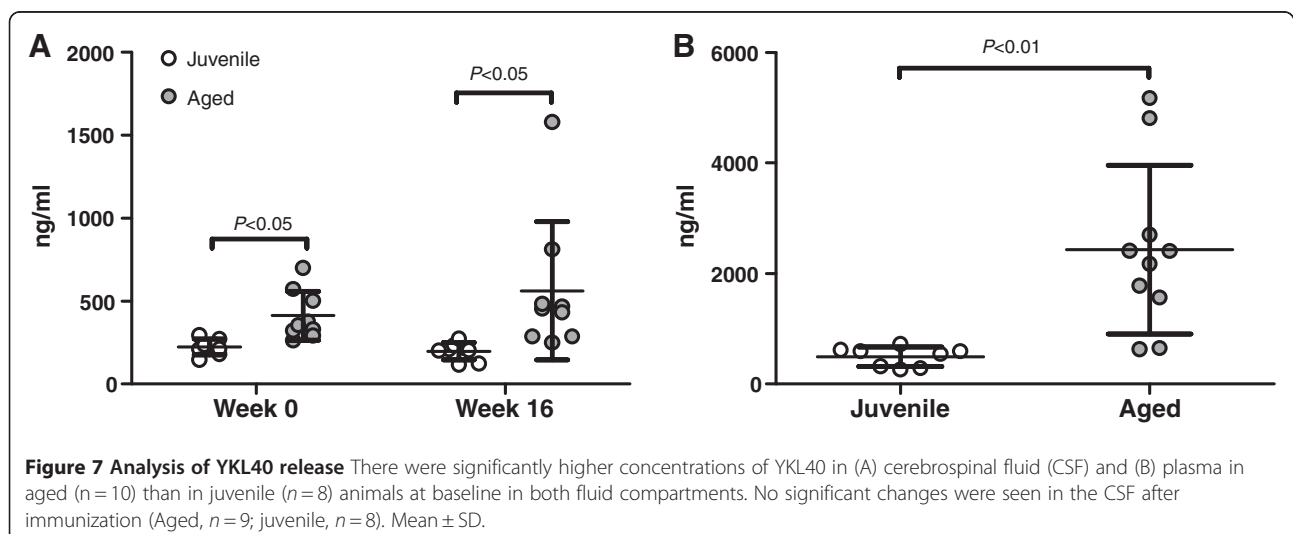 A
2000
1500
1000
500
0
ng/ml
Juvenile
Aged
P<0.05
P<0.05
Week 0
Week 16
B
6000
4000
2000
0
ng/ml
P<0.01
Juvenile
Aged
Figure 7 Analysis of YKL40 release There were significantly higher concentrations of YKL40 in (A) cerebrospinal fluid (CSF) and (B) plasma in
aged (n = 10) than in juvenile (n = 8) animals at baseline in both fluid compartments. No significant changes were seen in the CSF after
immunization (Aged, n = 9; juvenile, n = 8). Mean ± SD.